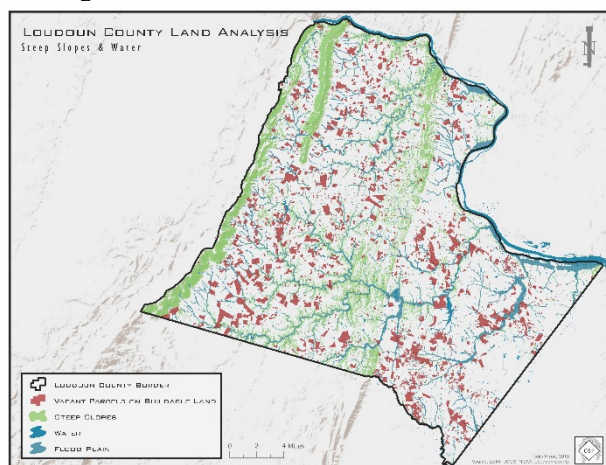 LOUDOUN COUNTY LAND ANALYSIS
Steep Slopes & Water
N
LOUDOUN COUNTY BORDER
VACANT PARCELS ON BUILDABLE LAND
STEEP SLOPES
WATER
FLOOD PLAIN
0 2 4 Miles